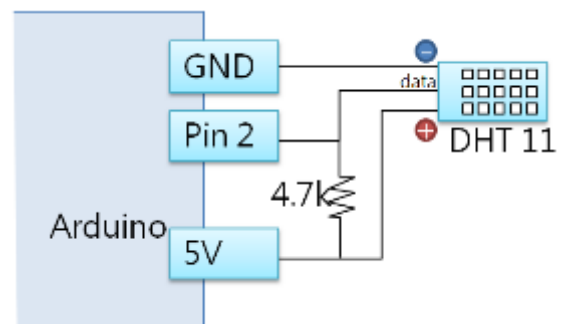 GND
data
Pin 2
DHT 11
4.7k
Arduino
5V